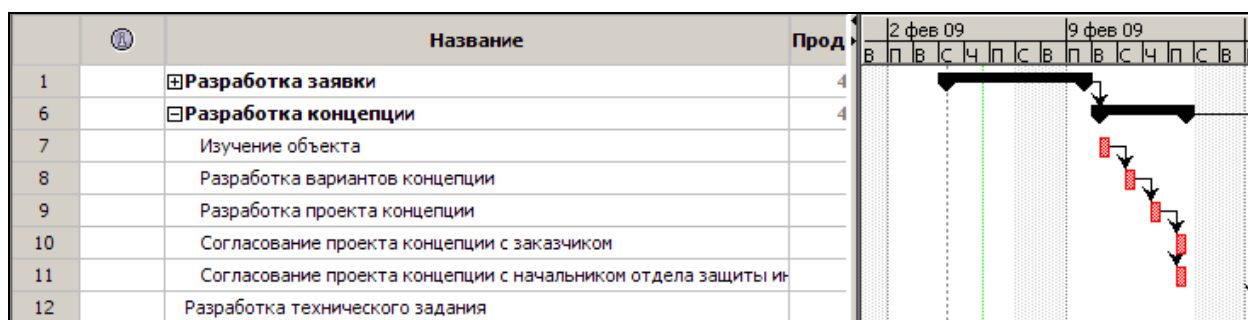 Название Прод 2 фев 09 9 фев 09
В П В С Ч П С В П В С Ч П С В
1 Разработка заявки 4
6 Разработка концепции 4
7 Изучение объекта
8 Разработка вариантов концепции
9 Разработка проекта концепции
10 Согласование проекта концепции с заказчиком
11 Согласование проекта концепции с начальником отдела защиты ин
12 Разработка технического задания